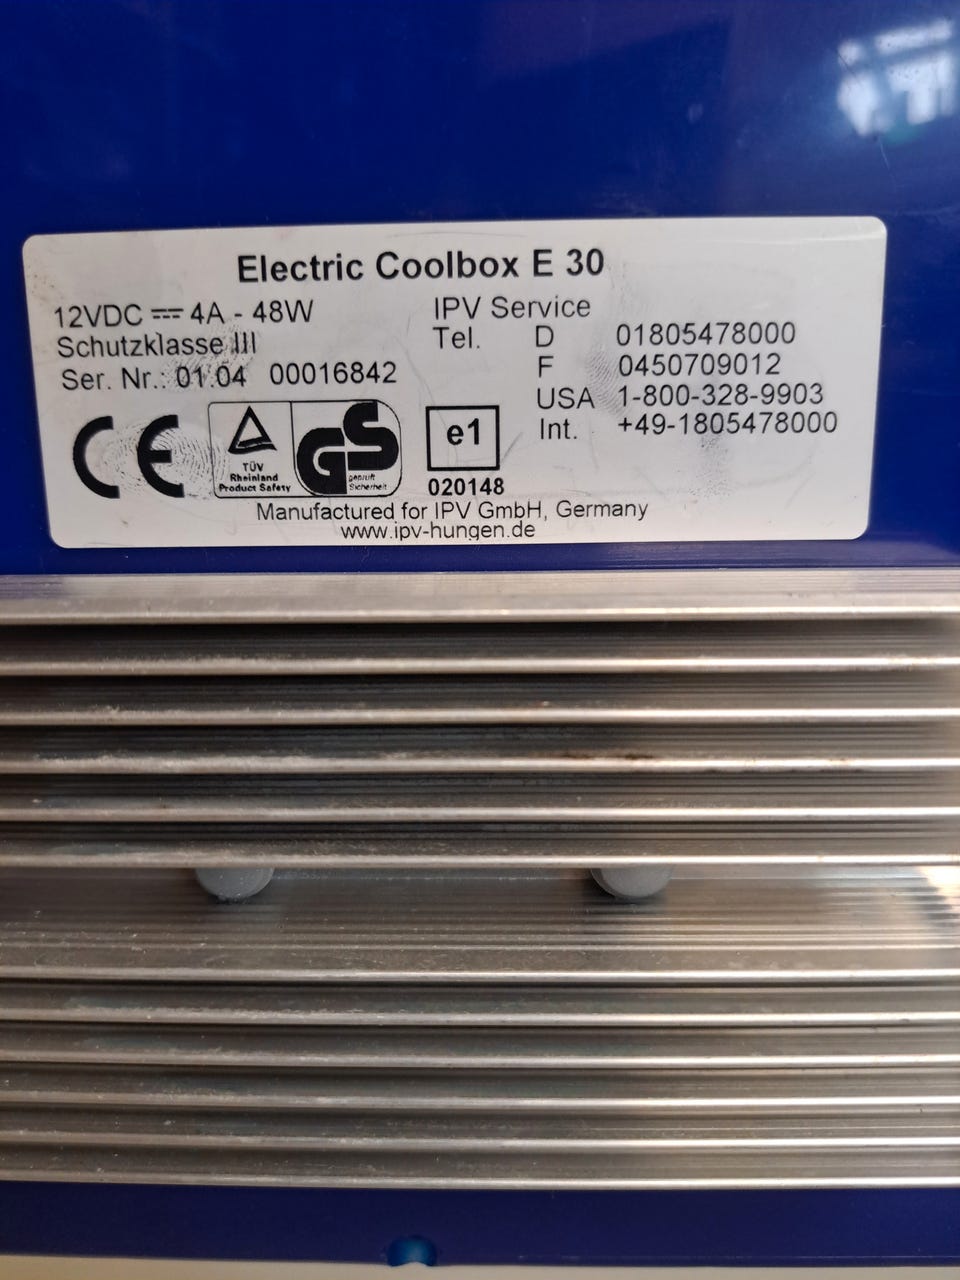 Electric Coolbox E 30
12VDC ⎓ 4A - 48W
Schutzklasse III
Ser. Nr.: 01.04 00016842
IPV Service
Tel. D 01805478000
F 0450709012
USA 1-800-328-9903
Int. +49-1805478000
CE
TÜV
Rheinland
Product Safety
GS
geprüft
Sicherheit
e1
020148
Manufactured for IPV GmbH, Germany
www.ipv-hungen.de